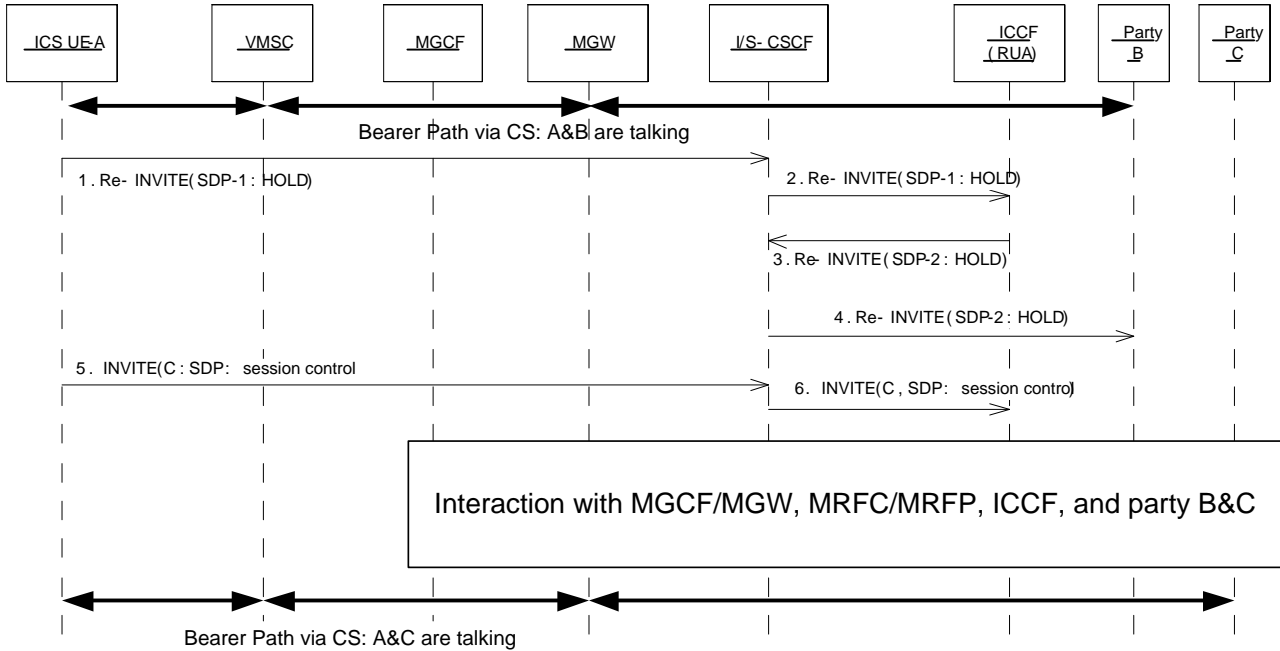 ICS UE-A
VMSC
MGCF
MGW
I/S- CSCF
ICCF
( RUA)
Party
B
Party
C
Bearer Path via CS: A&B are talking
1. Re- INVITE( SDP-1 : HOLD)
2 . Re- INVITE( SDP-1 : HOLD)
3 . Re- INVITE( SDP-2 : HOLD)
4 . Re- INVITE ( SDP-2 : HOLD)
5 . INVITE(C : SDP: session control
6. INVITE(C , SDP: session control)
Interaction with MGCF/MGW, MRFC/MRFP, ICCF, and party B&C
Bearer Path via CS: A&C are talking